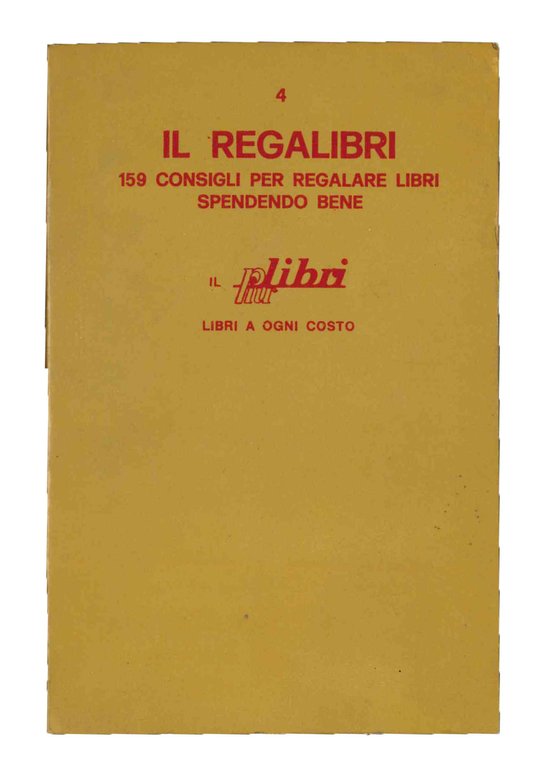 4
IL REGALIBRI
159 CONSIGLI PER REGALARE LIBRI
SPENDENDO BENE
IL libri
LIBRI A OGNI COSTO